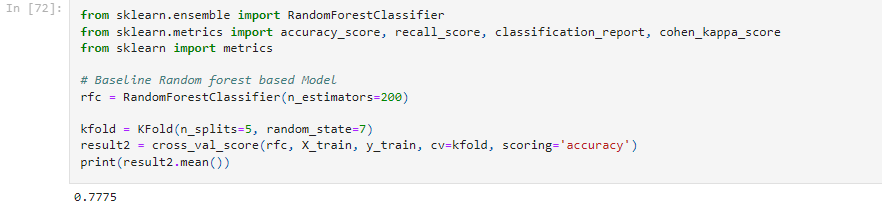 In [72]:
from sklearn.ensemble import RandomForestClassifier
from sklearn.metrics import accuracy_score, recall_score, classification_report, cohen_kappa_score
from sklearn import metrics
# Baseline Random forest based Model
rfc = RandomForestClassifier(n_estimators=200)
kfold = KFold(n_splits=5, random_state=7)
result2 = cross_val_score(rfc, X_train, y_train, cv=kfold, scoring='accuracy')
print(result2.mean())
0.7775